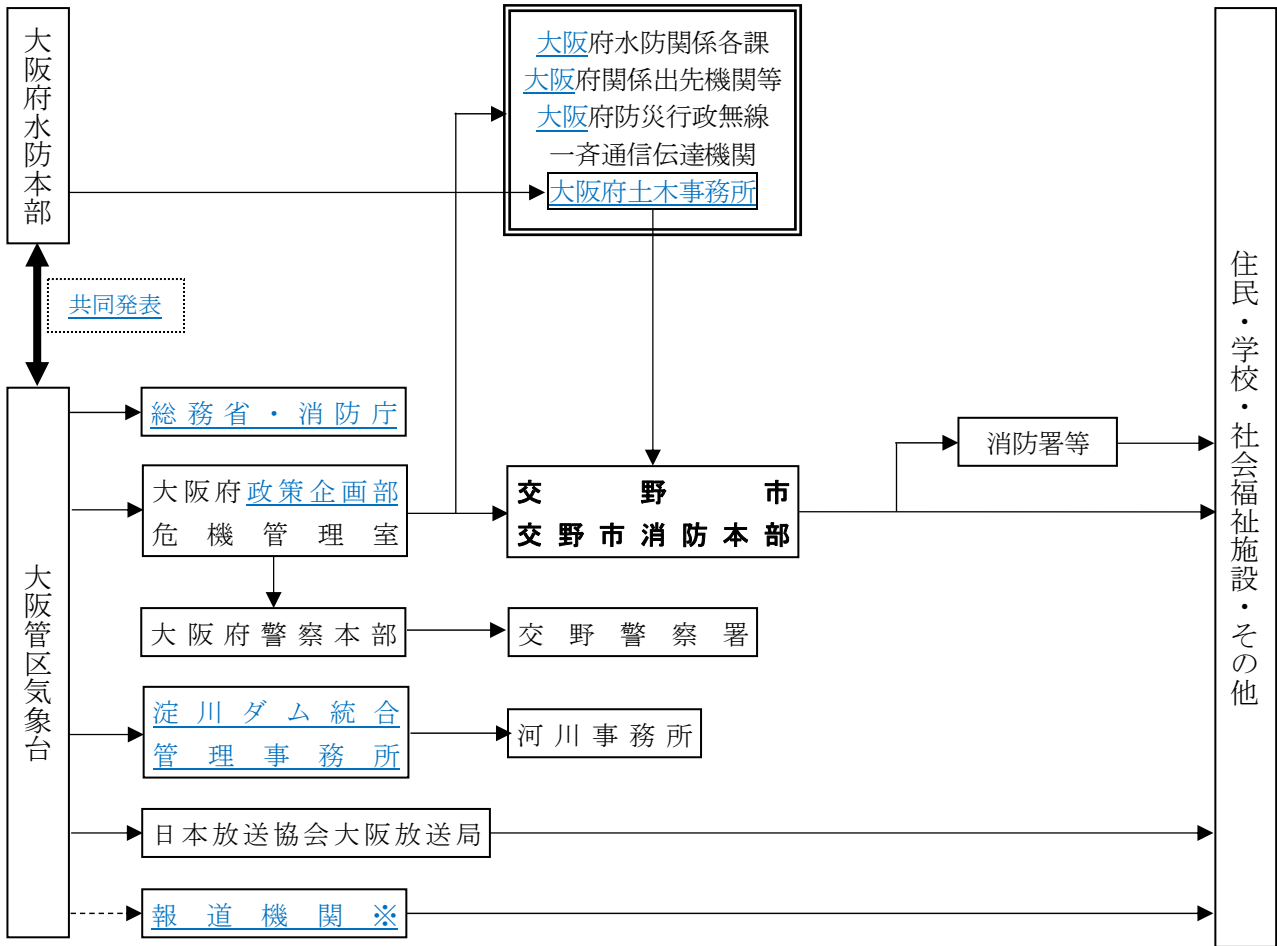 大阪府水防本部
大阪府水防関係各課
大阪府関係出先機関等
大阪府防災行政無線
一斉通信伝達機関
大阪府土木事務所
共同発表
大阪管区気象台
総務省・消防庁
大阪府政策企画部
危機管理室
交野市
交野市消防本部
消防署等
大阪府警察本部
交野警察署
淀川ダム統合
管理事務所
河川事務所
日本放送協会大阪放送局
報道機関※
住民・学校・社会福祉施設・その他